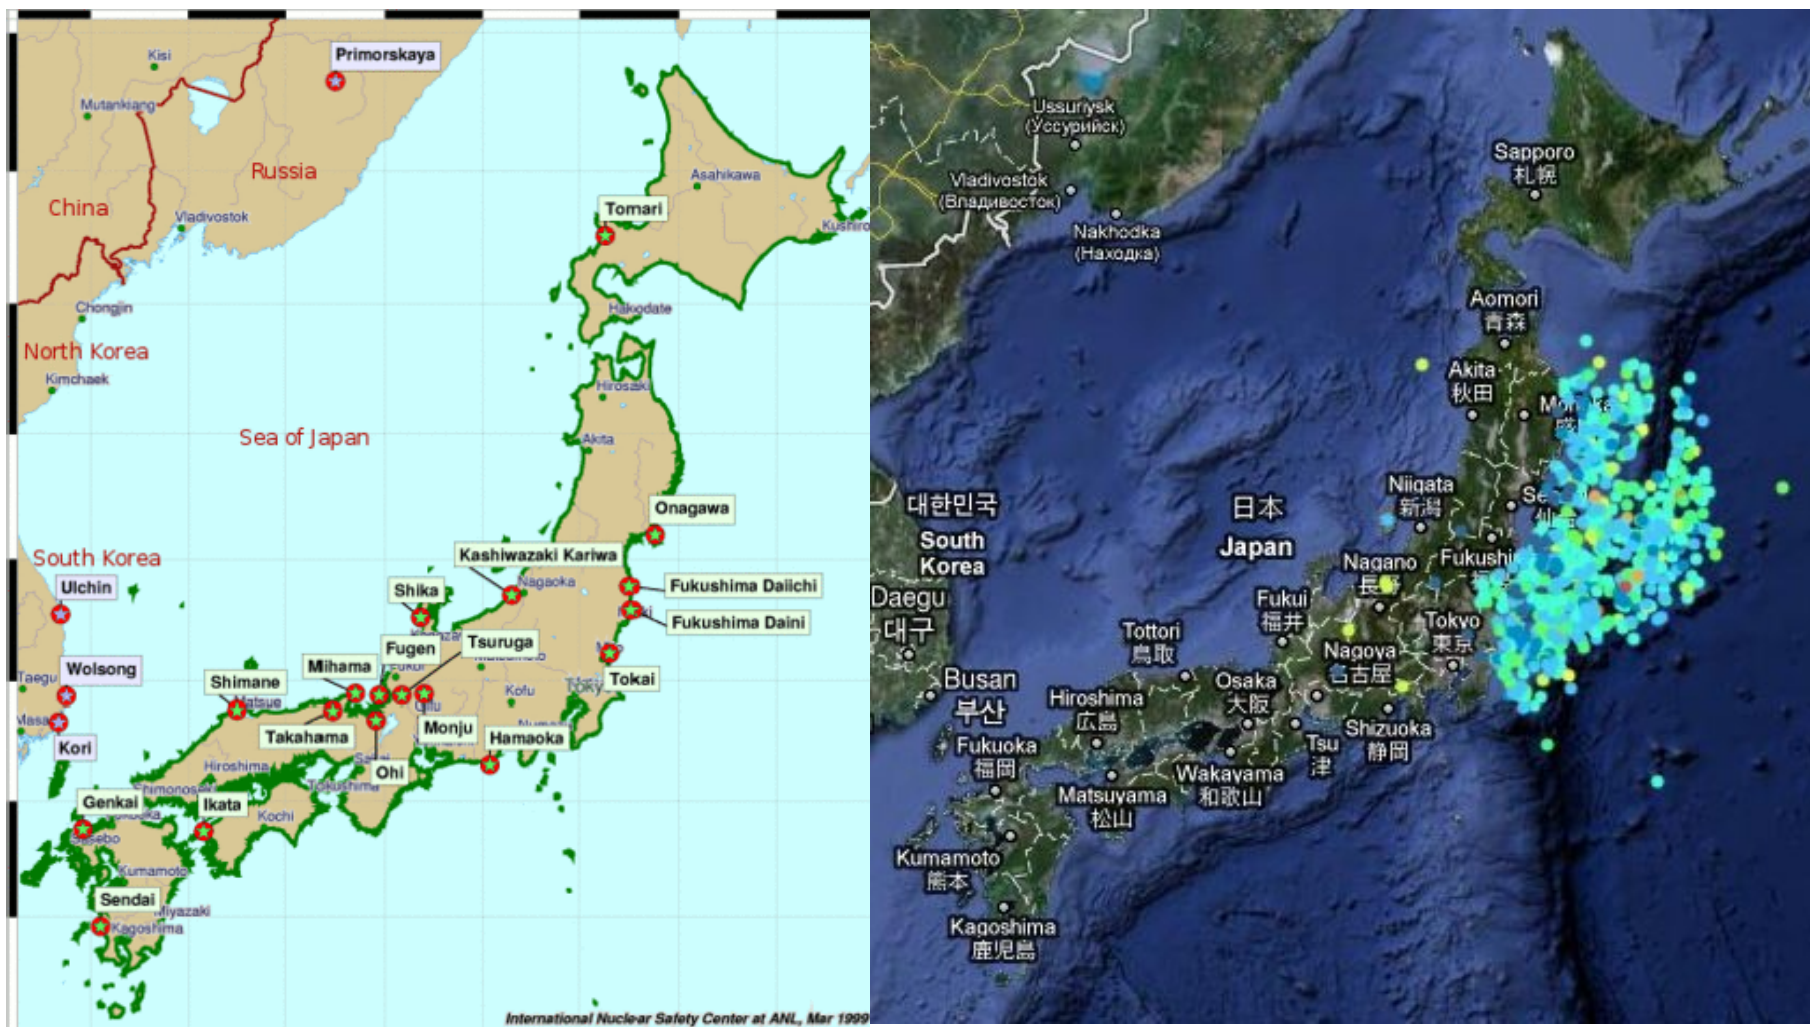 Primorskaya
Kisi
Mutankiang
Russia
China
Vladivostok
Asahikawa
Tomari
Kushiro
Chongjin
Hakodate
North Korea
Kimchaek
Hirosaki
Sea of Japan
Akita
Onagawa
South Korea
Kashiwazaki Kariwa
Ulchin
Shika
Nagaoka
Fukushima Daiichi
Fukushima Daini
Tsuruga
Fugen
Mihama
Wolsong
Taegu
Shimane
Matsue
Kofu
Tokai
Masa
Kori
Takahama
Monju
Hamaoka
Ohi
Hiroshima
Shimonoseki
Tokushima
Genkai
Ikata
Kochi
Sasebo
Kumamoto
Sendai
Miyazaki
Kagoshima
International Nuclear Safety Center at ANL, Mar 1999
Ussuriysk
(Уссурийск)
Vladivostok
(Владивосток)
Nakhodka
(Находка)
Sapporo
札幌
Aomori
青森
Akita
秋田
대한민국
South
Korea
日本
Japan
Niigata
新潟
Nagano
Fukui
福井
Tokyo
東京
Daegu
대구
Tottori
鳥取
Nagoya
名古屋
Busan
부산
Hiroshima
広島
Osaka
大阪
Shizuoka
静岡
Tsu
津
Fukuoka
福岡
Wakayama
和歌山
Matsuyama
松山
Kumamoto
熊本
Kagoshima
鹿児島